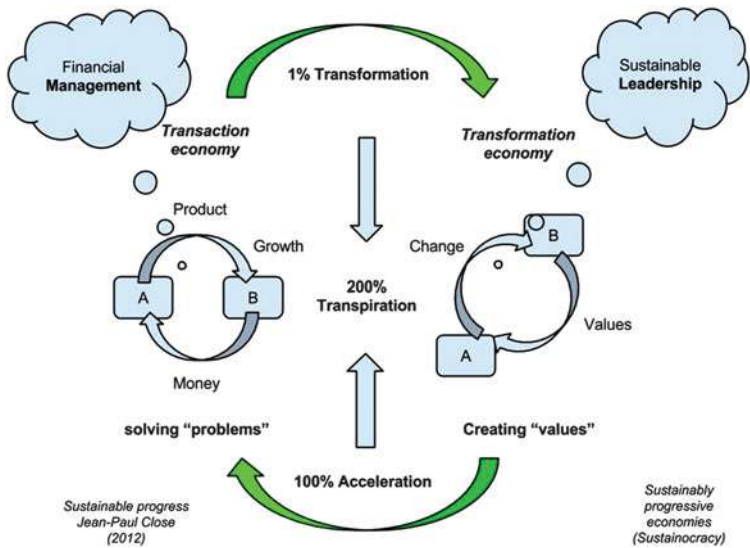 Financial
Management
1% Transformation
Sustainable
Leadership
Transaction
economy
Transformation
economy
Product
Growth
A
B
Money
200%
Transpiration
Change
B
A
Values
solving “problems”
Creating “values”
100% Acceleration
Sustainable progress
Jean-Paul Close
(2012)
Sustainably
progressive
economies
(Sustainocracy)